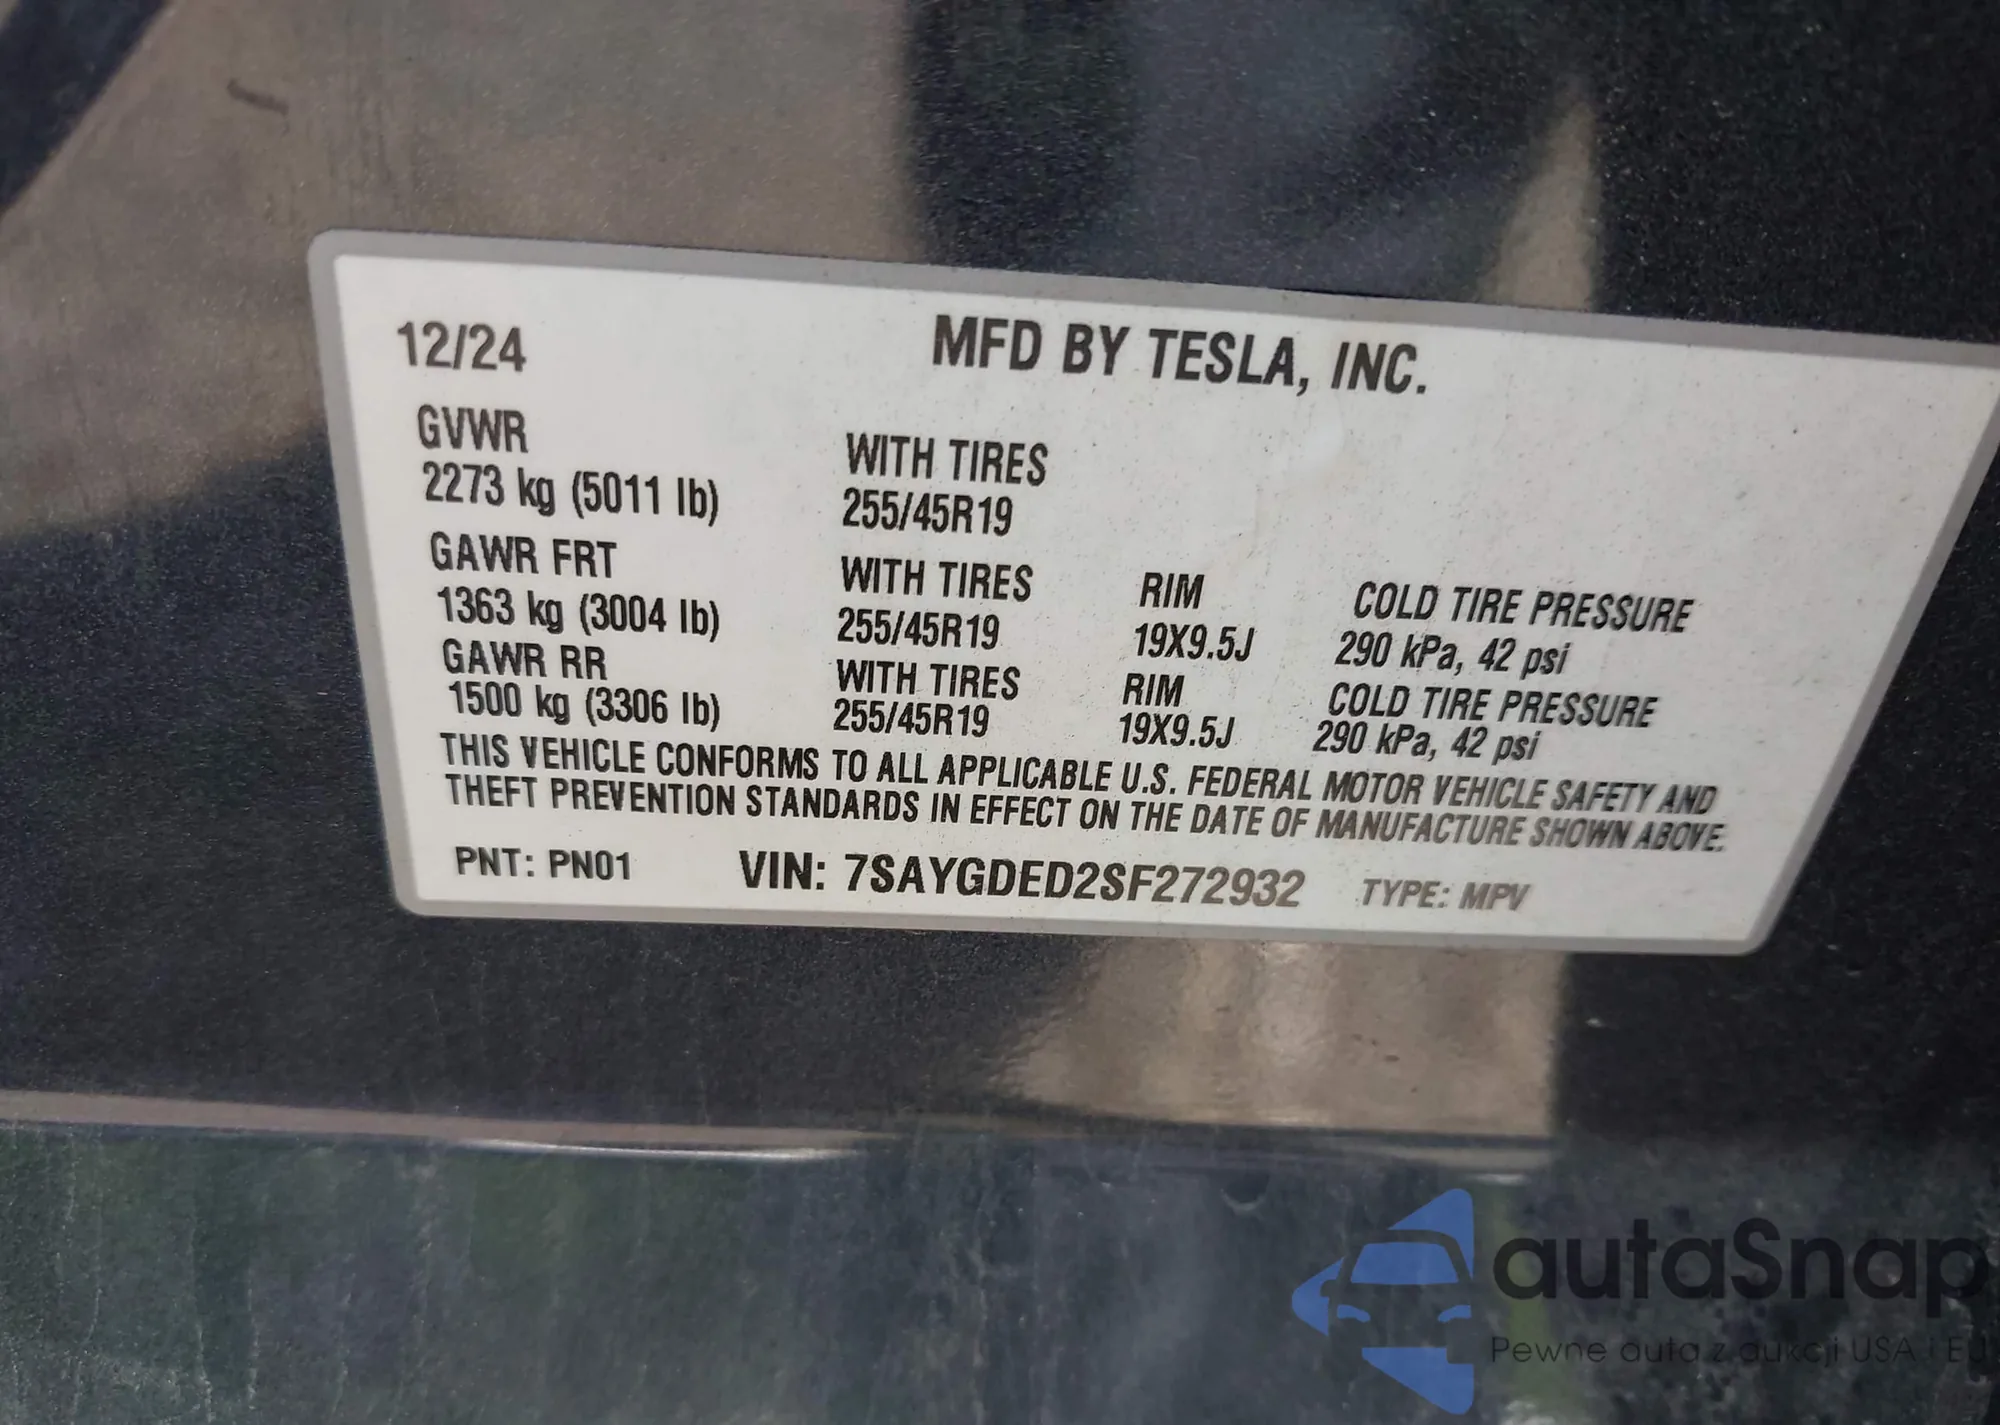 12/24 MFD BY TESLA, INC.
GVWR WITH TIRES
2273 kg (5011 lb) 255/45R19
GAWR FRT WITH TIRES RIM COLD TIRE PRESSURE
1363 kg (3004 lb) 255/45R19 19X9.5J 290 kPa, 42 psi
GAWR RR WITH TIRES RIM COLD TIRE PRESSURE
1500 kg (3306 lb) 255/45R19 19X9.5J 290 kPa, 42 psi
THIS VEHICLE CONFORMS TO ALL APPLICABLE U.S. FEDERAL MOTOR VEHICLE SAFETY AND
THEFT PREVENTION STANDARDS IN EFFECT ON THE DATE OF MANUFACTURE SHOWN ABOVE.
PNT: PN01 VIN: 7SAYGDED2SF272932 TYPE: MPV
autaSnap
Pewne auta z aukcji USA i EU